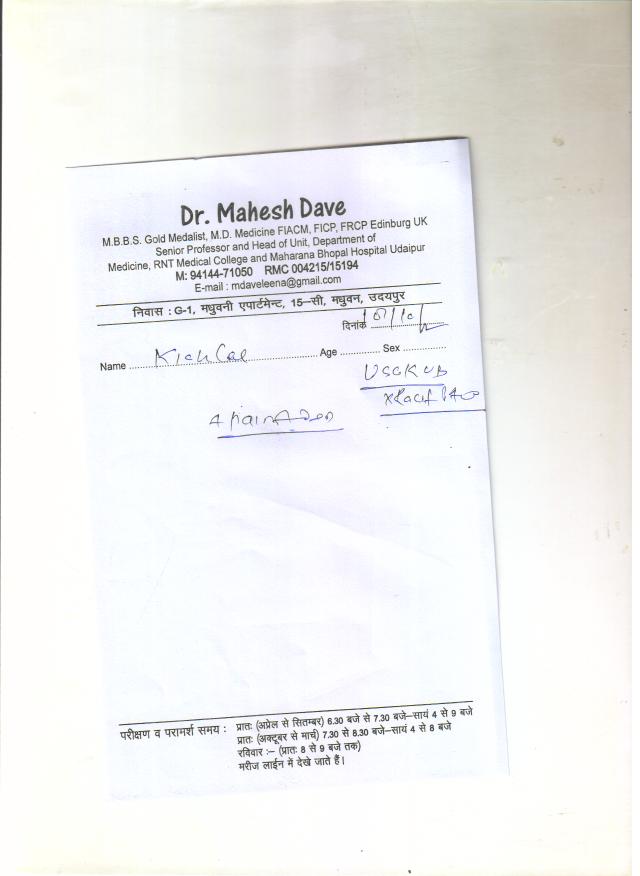 Dr. Mahesh Dave
M.B.B.S. Gold Medalist, M.D. Medicine FIACM, FICP, FRCP Edinburg UK
Senior Professor and Head of Unit, Department of
Medicine, RNT Medical College and Maharana Bhopal Hospital Udaipur
M: 94144-71050 RMC 004215/15194
E-mail : mdaveleena@gmail.com
निवास : G-1, मधुवनी एपार्टमेन्ट, 15–सी, मधुवन, उदयपुर
दिनांक
Name Age Sex
USG KUB
परीक्षण व परामर्श समय : प्रातः (अप्रेल से सितम्बर) 6.30 बजे से 7.30 बजे–सायं 4 से 9 बजे
प्रातः (अक्टूबर से मार्च) 7.30 से 8.30 बजे–सायं 4 से 8 बजे
रविवार :– (प्रातः 8 से 9 बजे तक)
मरीज लाईन में देखे जाते हैं।